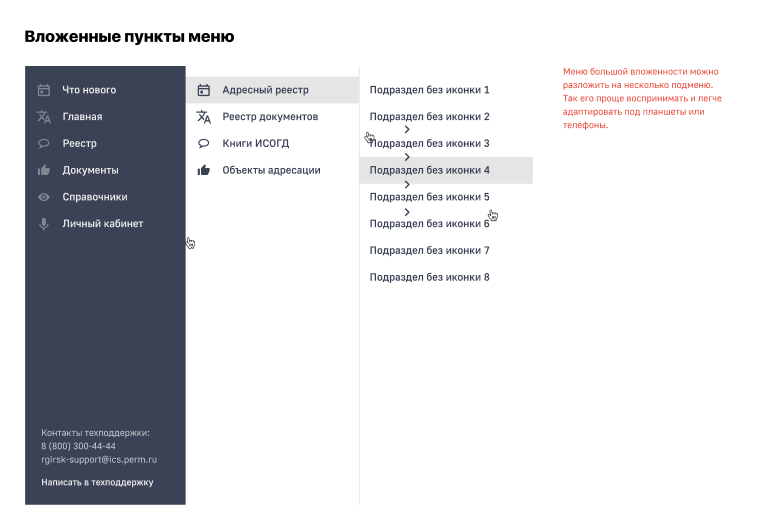 Вложенные пункты меню
Что нового
Главная
Реестр
Документы
Справочники
Личный кабинет
Контакты техподдержки:
8 (800) 300-44-44
rgirsk-support@ics.perm.ru
Написать в техподдержку
Адресный реестр
Реестр документов
Книги ИСОГД
Объекты адресации
Подраздел без иконки 1
Подраздел без иконки 2
Подраздел без иконки 3
Подраздел без иконки 4
Подраздел без иконки 5
Подраздел без иконки 6
Подраздел без иконки 7
Подраздел без иконки 8
Меню большой вложенности можно
разложить на несколько подменю.
Так его проще воспринимать и легче
адаптировать под планшеты или
телефоны.